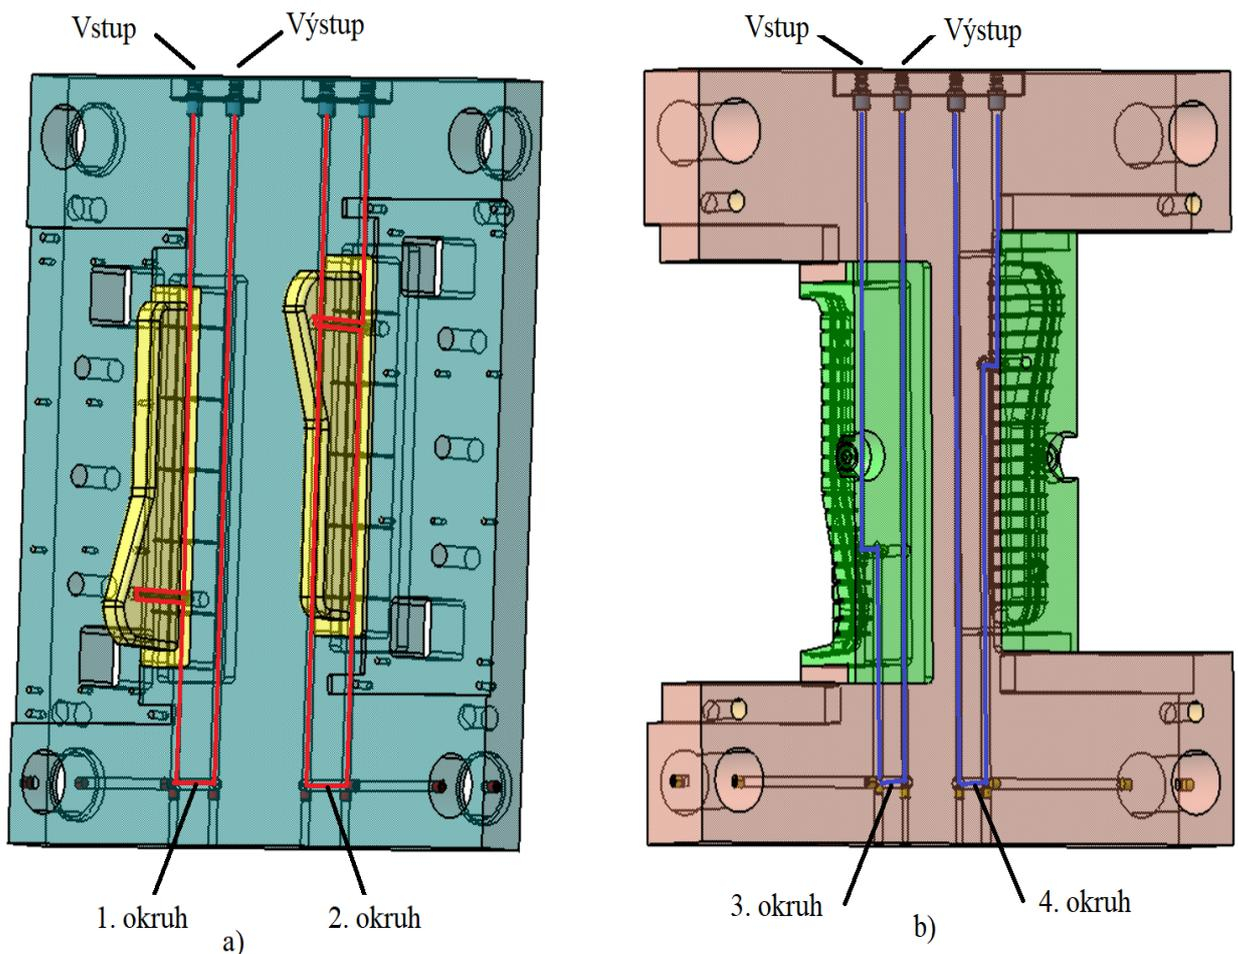 Vstup
Výstup
Vstup
Výstup
1. okruh
2. okruh
a)
3. okruh
4. okruh
b)